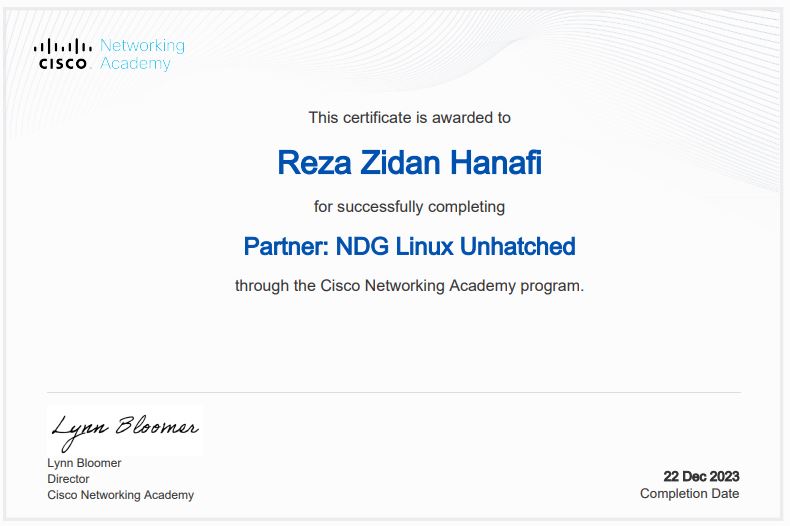 CISCO Networking Academy
This certificate is awarded to
Reza Zidan Hanafi
for successfully completing
Partner: NDG Linux Unhatched
through the Cisco Networking Academy program.
Lynn Bloomer
Lynn Bloomer
Director
Cisco Networking Academy
22 Dec 2023
Completion Date